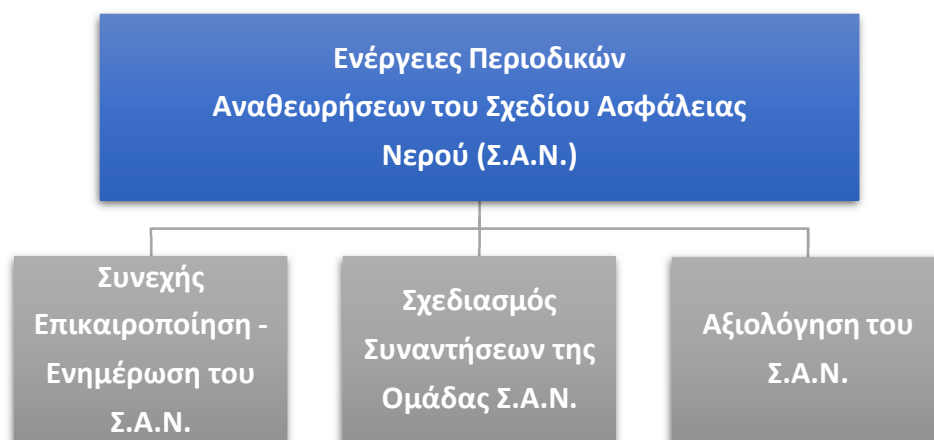 Ενέργειες Περιοδικών
Αναθεωρήσεων του Σχεδίου Ασφάλειας
Νερού (Σ.Α.Ν.)
Συνεχής
Επικαιροποίηση -
Ενημέρωση του
Σ.Α.Ν.
Σχεδιασμός
Συναντήσεων της
Ομάδας Σ.Α.Ν.
Αξιολόγηση του
Σ.Α.Ν.